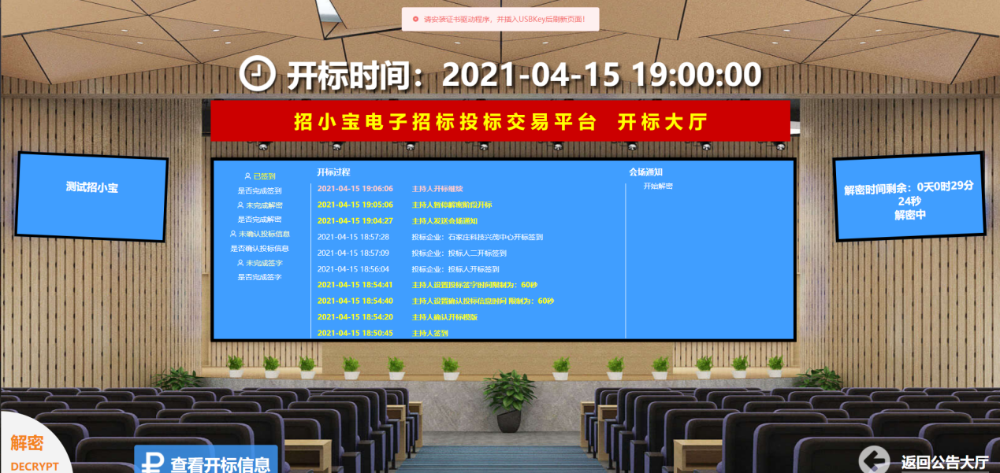 请安装证书驱动程序，并插入USBKey后刷新页面！
开标时间：2021-04-15 19:00:00
招小宝电子招标投标交易平台 开标大厅
测试招小宝
已签到
是否完成签到
未完成解密
是否完成解密
未确认投标信息
是否确认投标信息
未完成签字
是否完成签字
开标过程
2021-04-15 19:06:06 主持人开标继续
2021-04-15 19:05:06 主持人暂停解密阶段开标
2021-04-15 19:04:27 主持人发送会场通知
2021-04-15 18:57:28 投标企业：石家庄科技兴茂中心开标签到
2021-04-15 18:57:09 投标企业：投标人二开标签到
2021-04-15 18:56:04 投标企业：投标人开标签到
2021-04-15 18:54:41 主持人设置投标签字时间限制为：60秒
2021-04-15 18:54:40 主持人设置确认投标信息时间 限制为：60秒
2021-04-15 18:54:20 主持人确认开标模版
2021-04-15 18:50:45 主持人签到
会场通知
开始解密
解密时间剩余：0天0时29分
24秒
解密中
解密
DECRYPT
查看开标信息
返回公告大厅